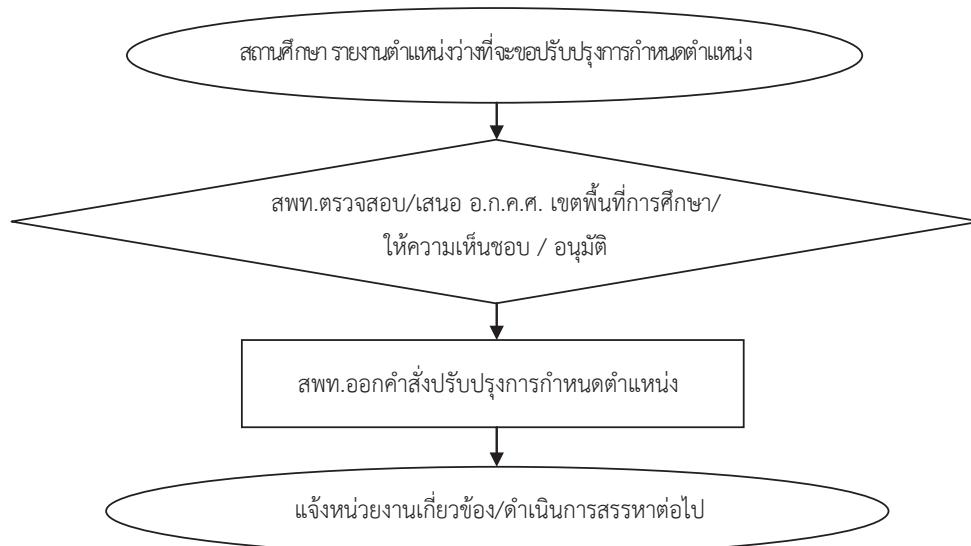 สถานศึกษา รายงานตำแหน่งว่างที่จะขอปรับปรุงการกำหนดตำแหน่ง
สพท.ตรวจสอบ/เสนอ อ.ก.ค.ศ. เขตพื้นที่การศึกษา/
ให้ความเห็นชอบ / อนุมัติ
สพท.ออกคำสั่งปรับปรุงการกำหนดตำแหน่ง
แจ้งหน่วยงานเกี่ยวข้อง/ดำเนินการสรรหาต่อไป